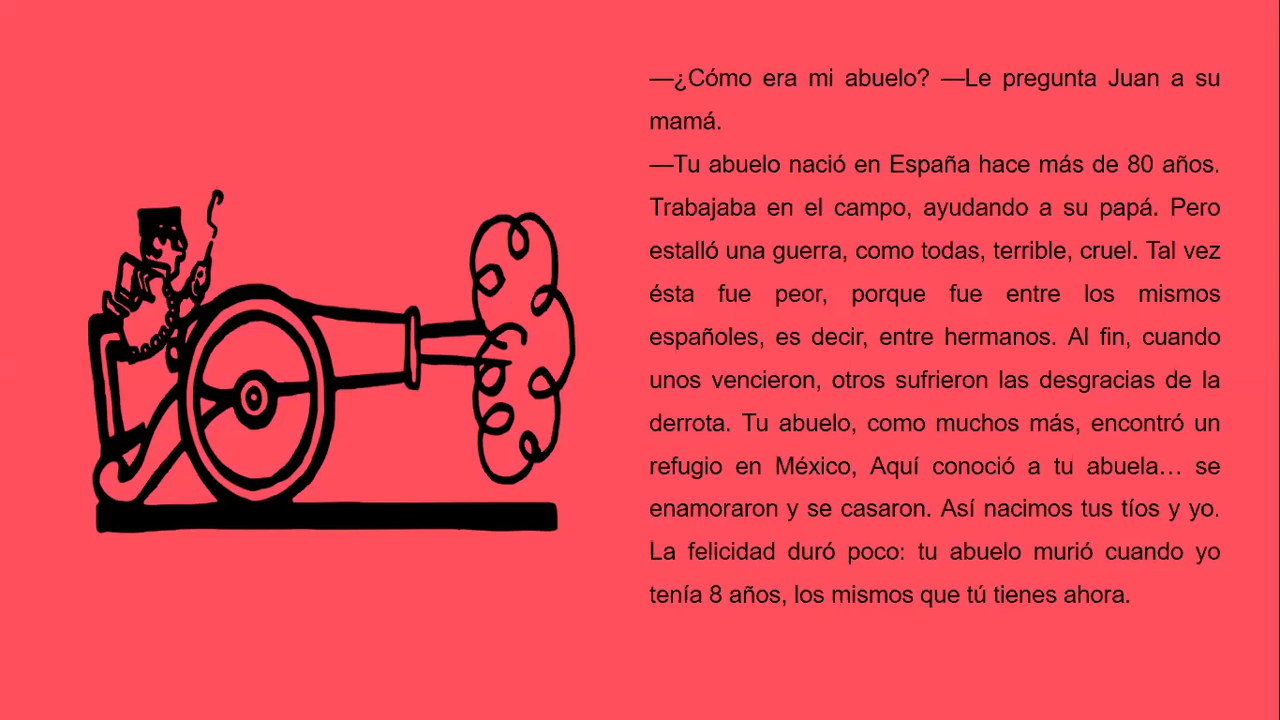 —¿Cómo era mi abuelo? —Le pregunta Juan a su
mamá.
—Tu abuelo nació en España hace más de 80 años.
Trabajaba en el campo, ayudando a su papá. Pero
estalló una guerra, como todas, terrible, cruel. Tal vez
ésta fue peor, porque fue entre los mismos
españoles, es decir, entre hermanos. Al fin, cuando
unos vencieron, otros sufrieron las desgracias de la
derrota. Tu abuelo, como muchos más, encontró un
refugio en México, Aquí conoció a tu abuela… se
enamoraron y se casaron. Así nacimos tus tíos y yo.
La felicidad duró poco: tu abuelo murió cuando yo
tenía 8 años, los mismos que tú tienes ahora.